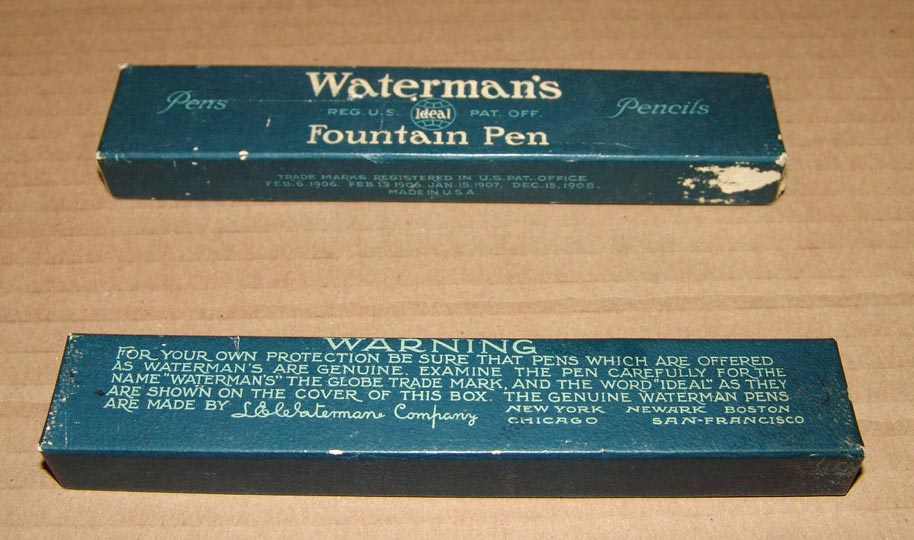 Waterman's
Pens REG. U.S. Ideal PAT. OFF. Pencils
Fountain Pen
TRADE MARKS REGISTERED IN U.S. PAT. OFFICE
FEB. 6, 1906. FEB. 13 1906. JAN. 15, 1907. DEC. 15, 1908.
MADE IN U.S.A
WARNING
FOR YOUR OWN PROTECTION BE SURE THAT PENS WHICH ARE OFFERED
AS WATERMAN'S ARE GENUINE. EXAMINE THE PEN CAREFULLY FOR THE
NAME "WATERMAN'S" THE GLOBE TRADE MARK, AND THE WORD "IDEAL" AS THEY
ARE SHOWN ON THE COVER OF THIS BOX. THE GENUINE WATERMAN PENS
ARE MADE BY L.E. Waterman Company NEW YORK NEWARK BOSTON
CHICAGO SAN-FRANCISCO